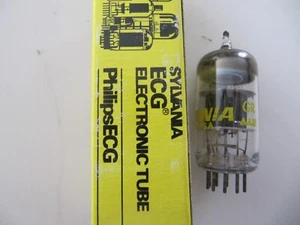 SYLVANIA
ECG®
ELECTRONIC TUBE
PhilipsECG